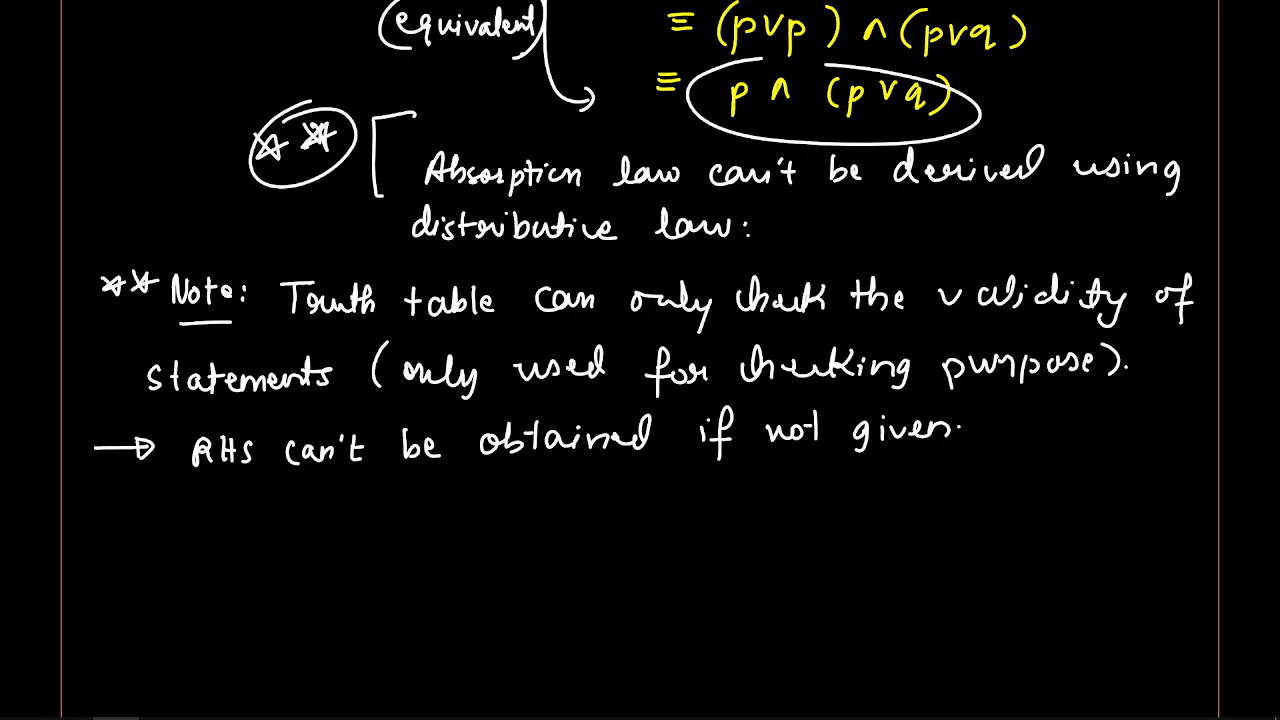 (equivalent)
≡ (p∨p) ∧ (p∨q)
≡ p ∧ (p∨q)
Absorption law can't be derived using
distributive law:
** Note: Truth table can only check the validity of
statements (only used for checking purpose).
→ RHS can't be obtained if not given.